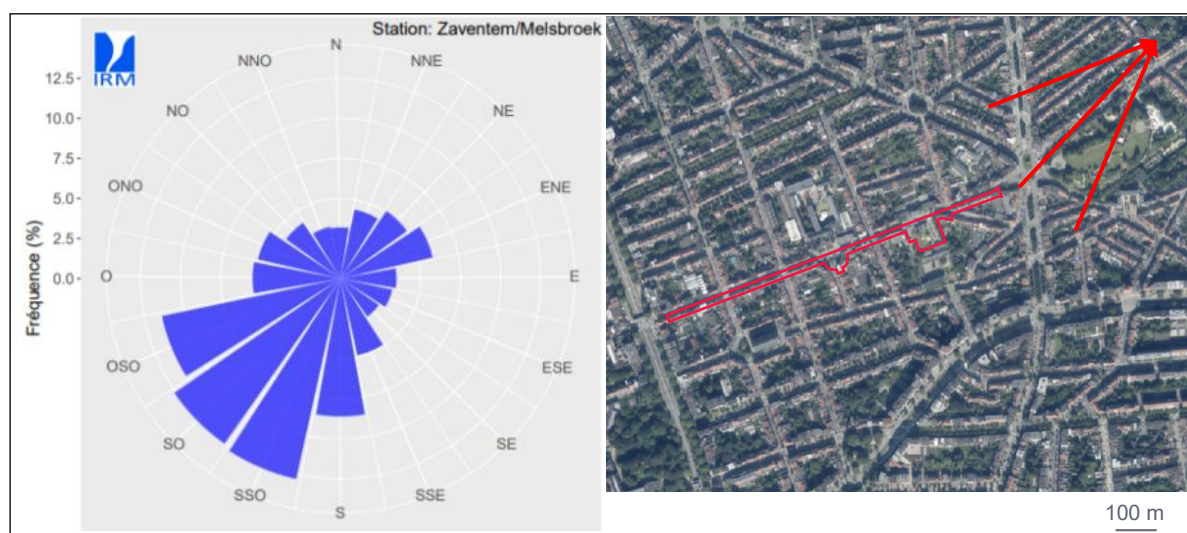 Station: Zaventem/Melsbroek
IRM
N
NNO
NNE
NO
NE
ONO
ENE
O
E
OSO
ESE
SO
SE
SSO
SSE
S
12.5
10.0
7.5
5.0
2.5
0.0
Fréquence (%)
100 m